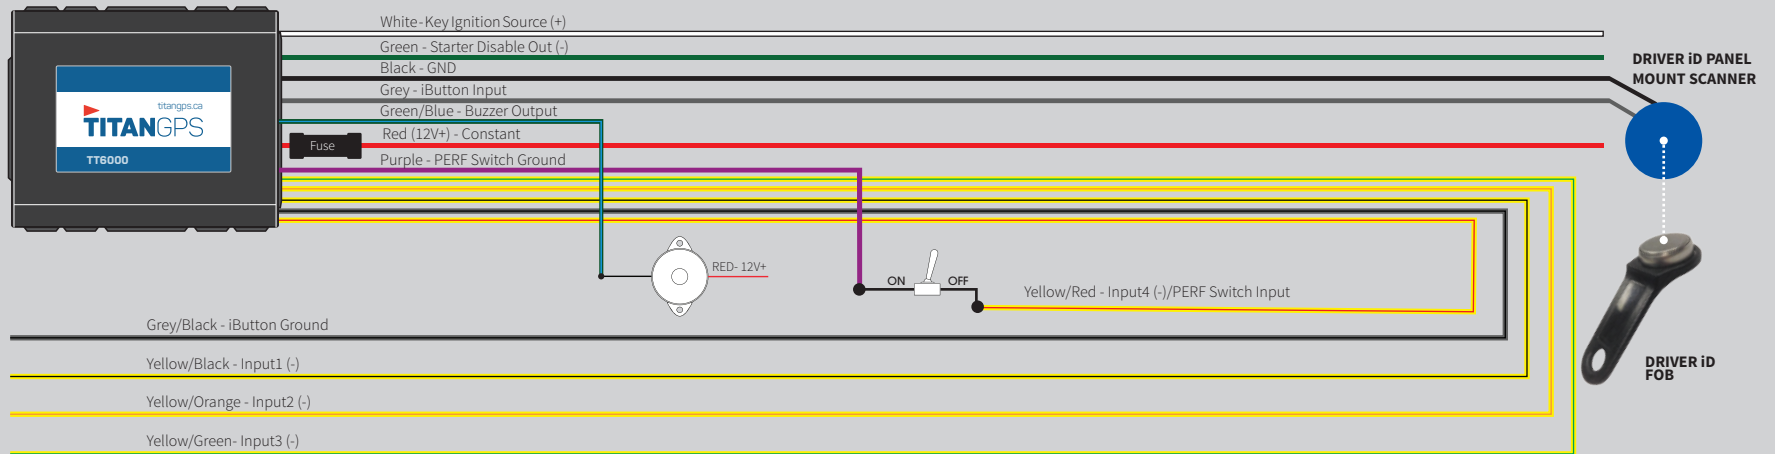 White-Key Ignition Source (+)
Green - Starter Disable Out (-)
Black - GND
Grey - iButton Input
Green/Blue - Buzzer Output
Red (12V+) - Constant
Fuse
Purple - PERF Switch Ground
titangps.ca
TITANGPS
TT6000
DRIVER iD PANEL
MOUNT SCANNER
RED- 12V+
ON
OFF
Yellow/Red - Input4 (-)/PERF Switch Input
Grey/Black - iButton Ground
Yellow/Black - Input1 (-)
Yellow/Orange - Input2 (-)
Yellow/Green- Input3 (-)
DRIVER iD
FOB